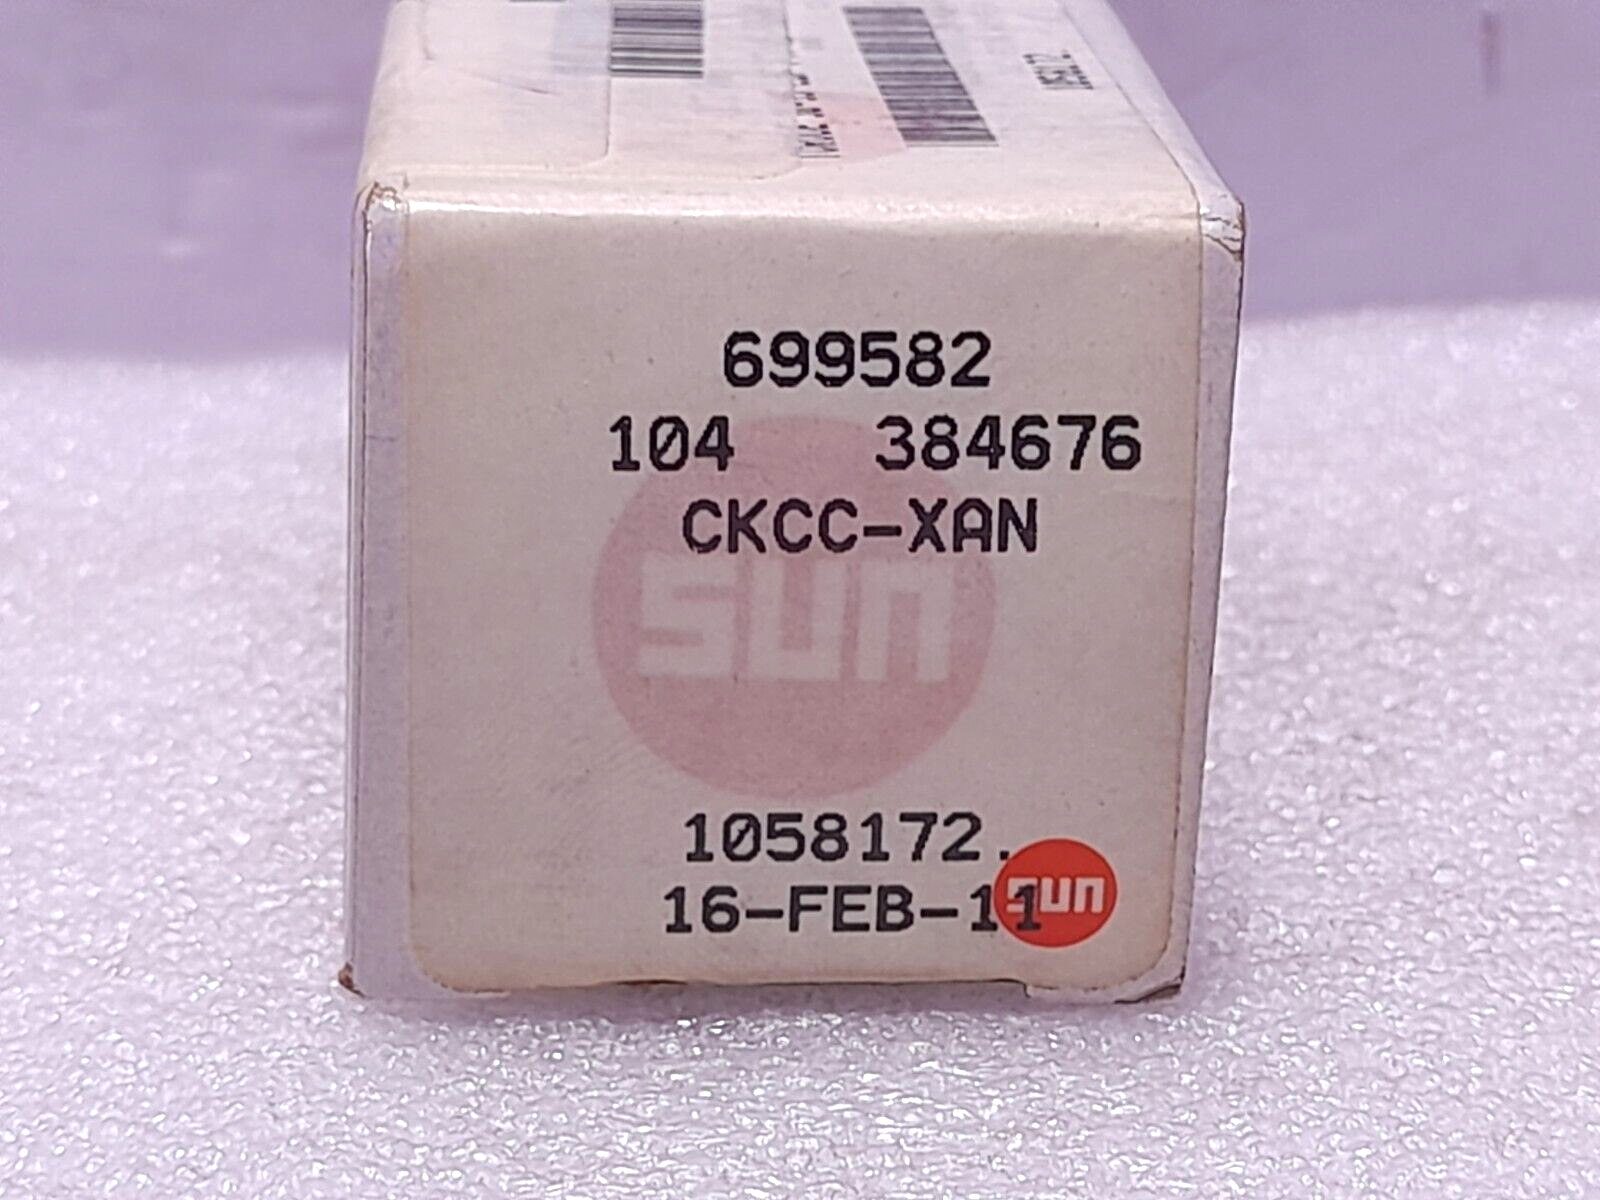 699582
104 384676
CKCC-XAN
sun
1058172.
16-FEB-11
sun